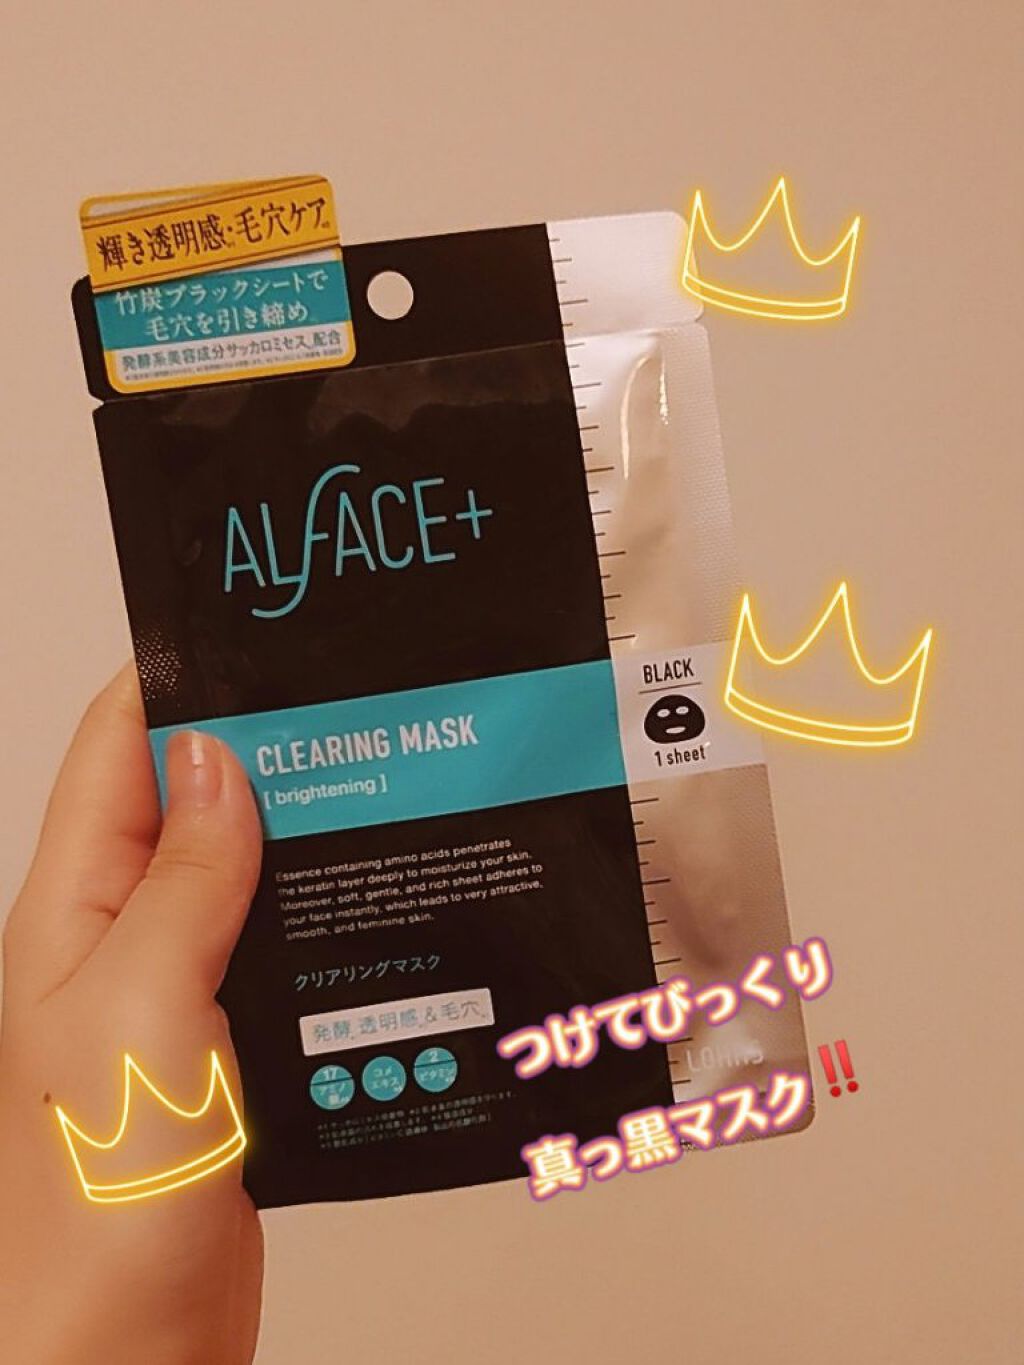 輝き透明感・毛穴ケア
竹炭ブラックシートで
毛穴を引き締め
発酵系美容成分サッカロミセス配合
ALFACE+
BLACK
1 sheet
CLEARING MASK
[ brightening ]
Essence containing amino acids penetrates
the keratin layer deeply to moisturize your skin.
Moreover, soft, gentle, and rich sheet adheres to
your face instantly, which leads to very attractive,
smooth, and feminine skin.
クリアリングマスク
発酵 透明感 & 毛穴
17
アミノ
酸
コメ
エキス
2
ビタミン
つけてびっくり
真っ黒マスク‼